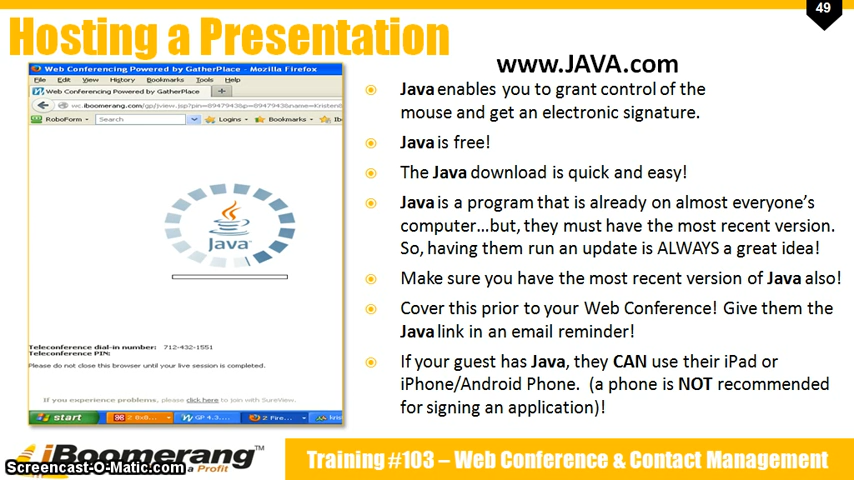 49
Hosting a Presentation
www.JAVA.com
Web Conferencing Powered by GatherPlace - Mozilla Firefox
File Edit View History Bookmarks Tools Help
Web Conferencing Powered by GatherPlace
RoboForm Search Logins Bookmarks
Java
Teleconference dial-in number: 712-432-1551
Teleconference PIN:
Please do not close this browser until your live session is completed.
If you experience problems, please click here to join with SureView.
start
Java enables you to grant control of the
mouse and get an electronic signature.
Java is free!
The Java download is quick and easy!
Java is a program that is already on almost everyone's
computer...but, they must have the most recent version.
So, having them run an update is ALWAYS a great idea!
Make sure you have the most recent version of Java also!
Cover this prior to your Web Conference! Give them the
Java link in an email reminder!
If your guest has Java, they CAN use their iPad or
iPhone/Android Phone. (a phone is NOT recommended
for signing an application)!
iBoomerang™
a Profit
Screencast-O-Matic.com
Training #103 – Web Conference & Contact Management